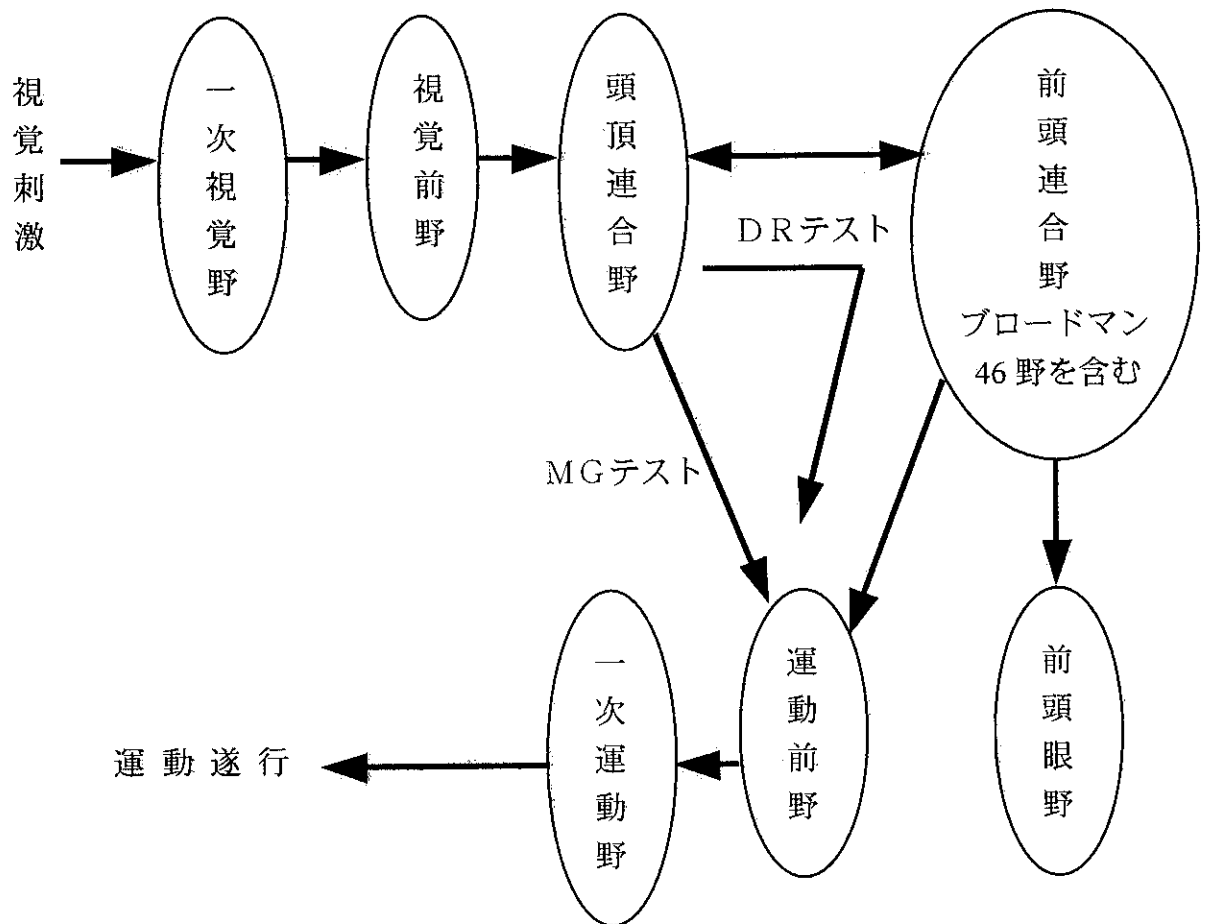 視覚刺激
一次視覚野
視覚前野
頭頂連合野
前頭連合野
ブロードマン
46野を含む
DRテスト
MGテスト
運動遂行
一次運動野
運動前野
前頭眼野